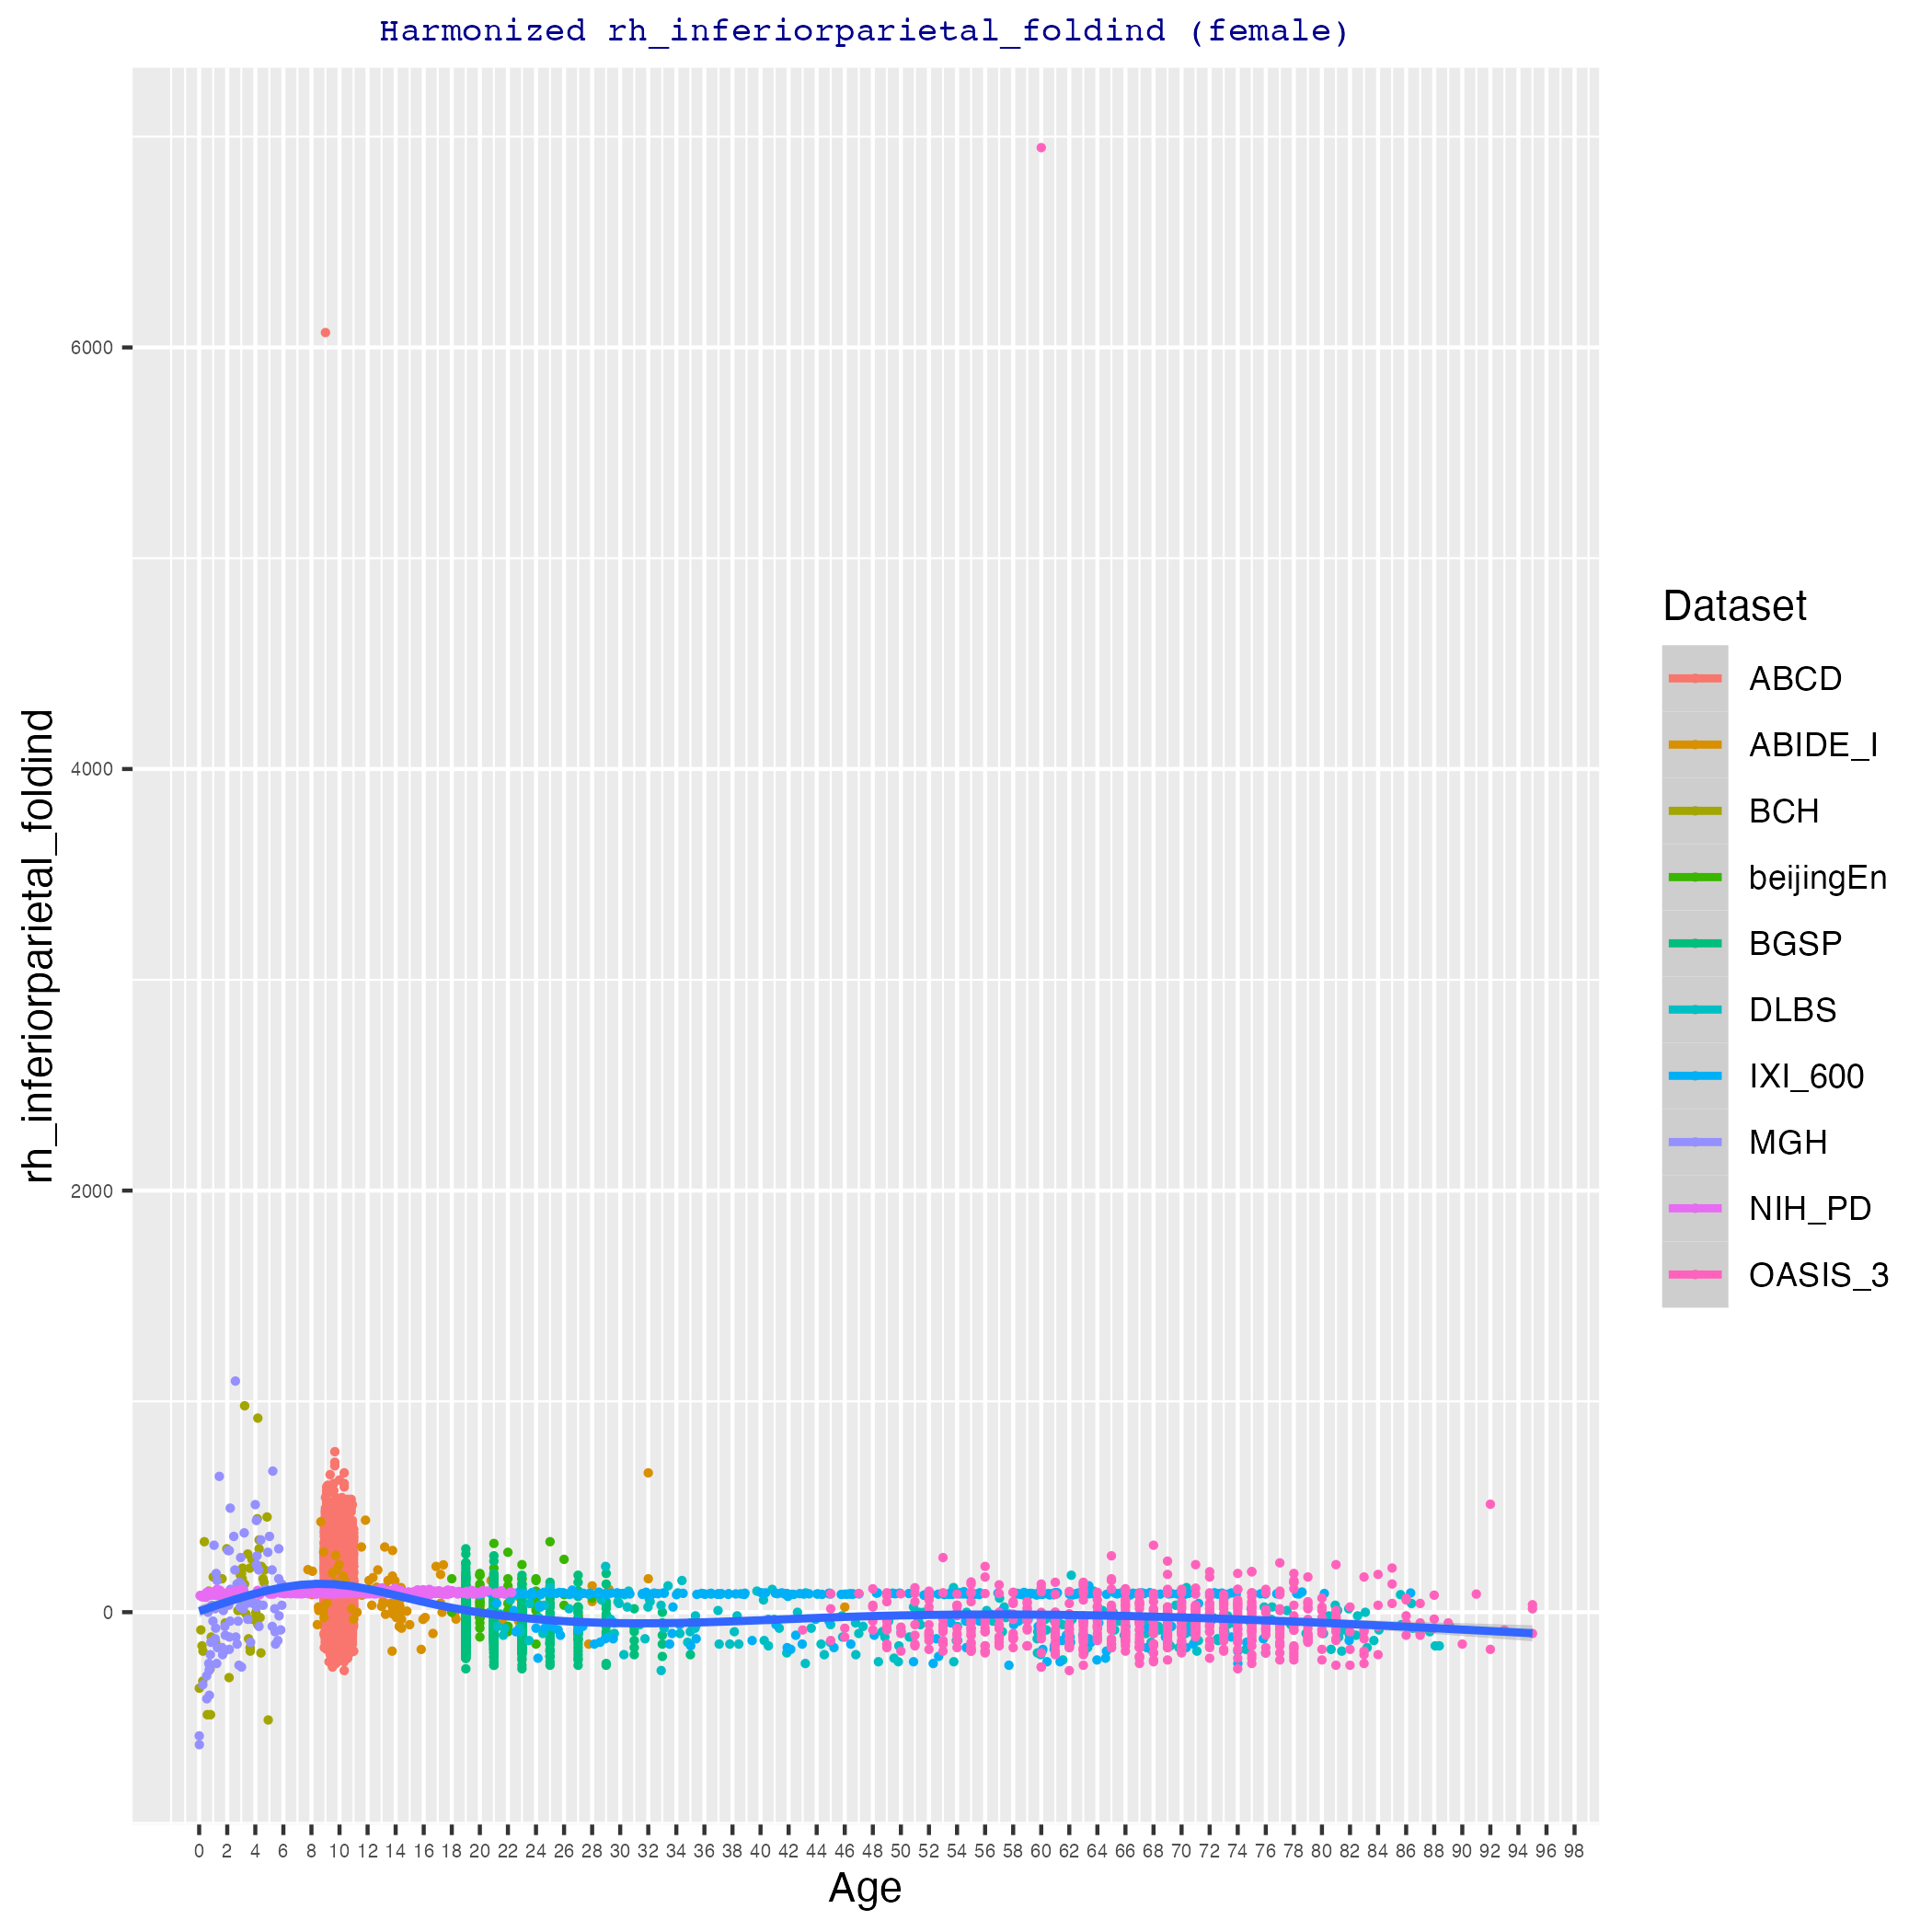 Harmonized rh_inferiorparietal_foldind (female)
rh_inferiorparietal_foldind
6000
4000
2000
0
0 2 4 6 8 10 12 14 16 18 20 22 24 26 28 30 32 34 36 38 40 42 44 46 48 50 52 54 56 58 60 62 64 66 68 70 72 74 76 78 80 82 84 86 88 90 92 94 96 98
Age
Dataset
ABCD
ABIDE_I
BCH
beijingEn
BGSP
DLBS
IXI_600
MGH
NIH_PD
OASIS_3